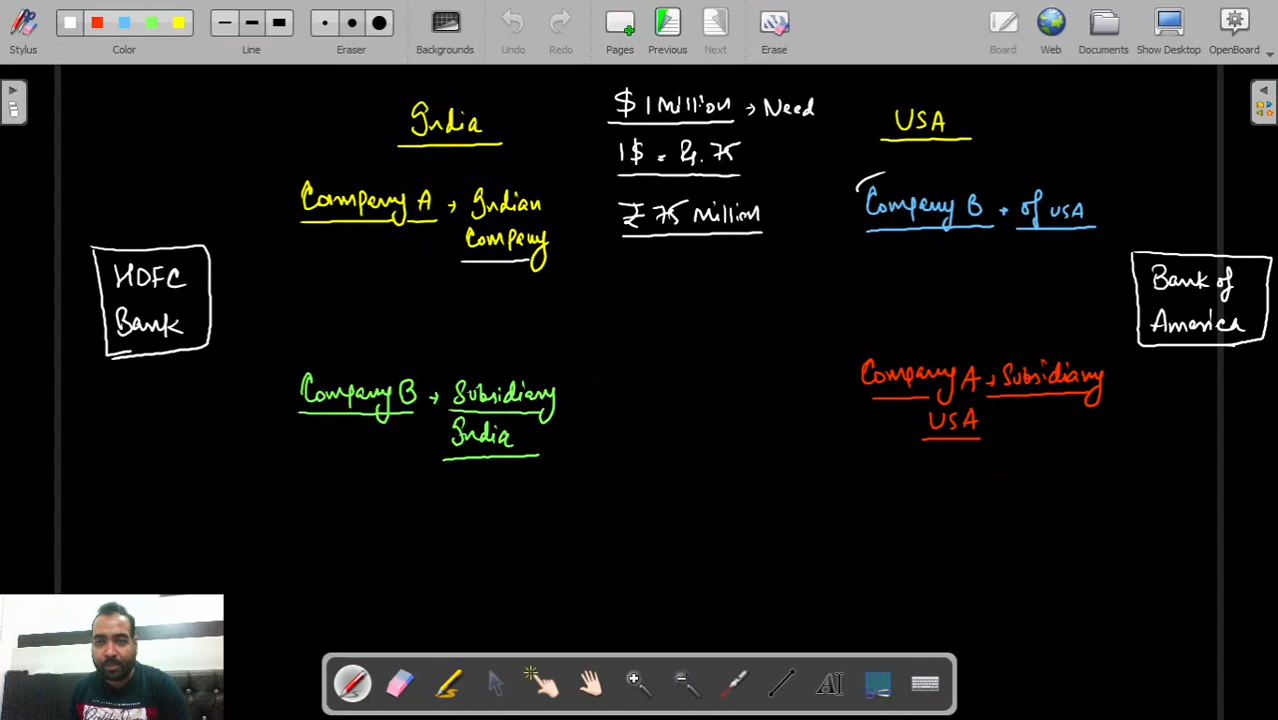 Stylus
Color
Line
Eraser
Backgrounds
Undo
Redo
Pages
Previous
Next
Erase
Board
Web
Documents
Show Desktop
OpenBoard
India
$ 1 Million → Need
USA
1$ = Rs. 75
Company A → Indian
Company
₹ 75 Million
Company B → of USA
HDFC
Bank
Bank of
America
Company B → Subsidiary
India
Company A → Subsidiary
USA